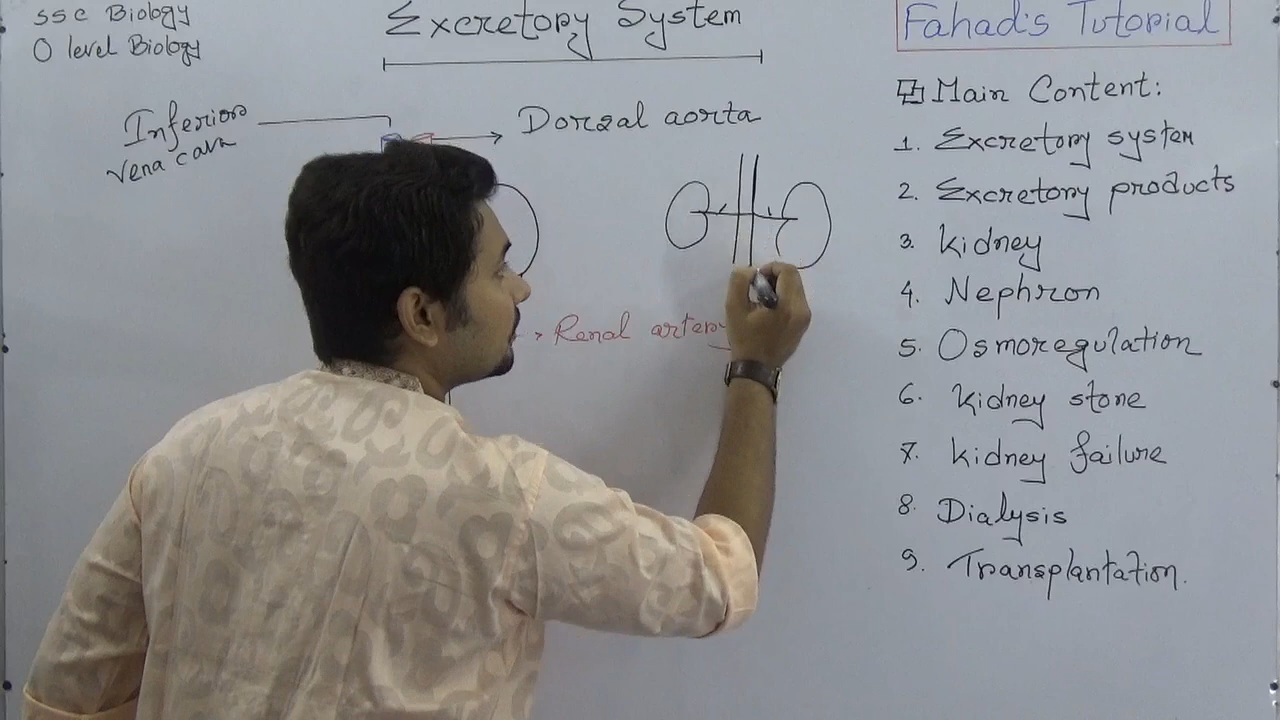 SSC Biology
O level Biology
Excretory System
Fahad's Tutorial
Inferior
vena cava
Dorsal aorta
Renal artery
Main Content:
1. Excretory system
2. Excretory products
3. Kidney
4. Nephron
5. Osmoregulation
6. Kidney stone
7. Kidney failure
8. Dialysis
9. Transplantation.